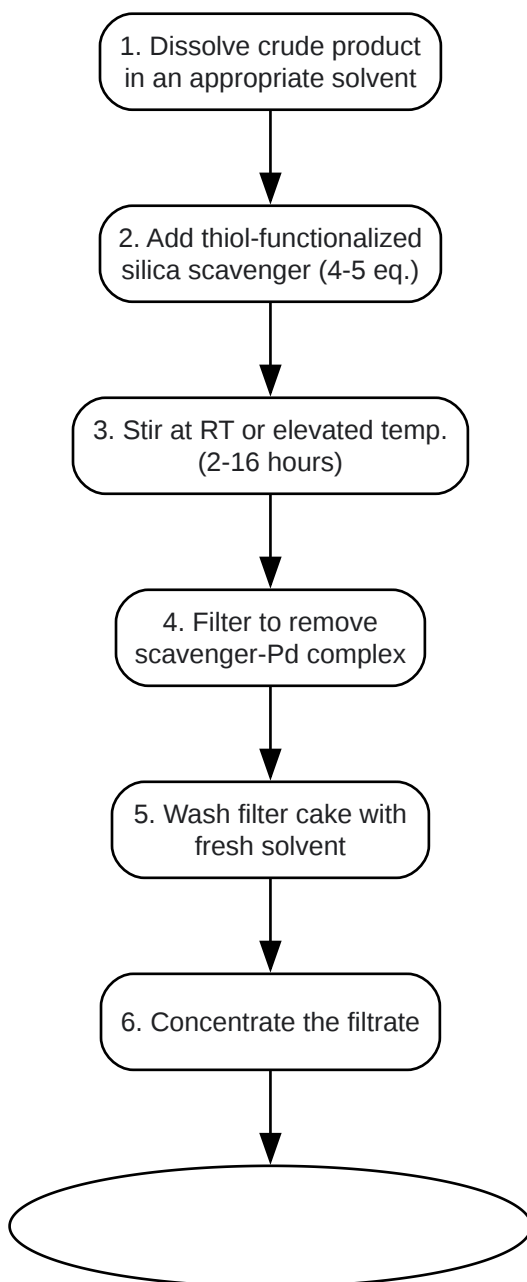 1. Dissolve crude product
in an appropriate solvent
2. Add thiol-functionalized
silica scavenger (4-5 eq.)
3. Stir at RT or elevated temp.
(2-16 hours)
4. Filter to remove
scavenger-Pd complex
5. Wash filter cake with
fresh solvent
6. Concentrate the filtrate